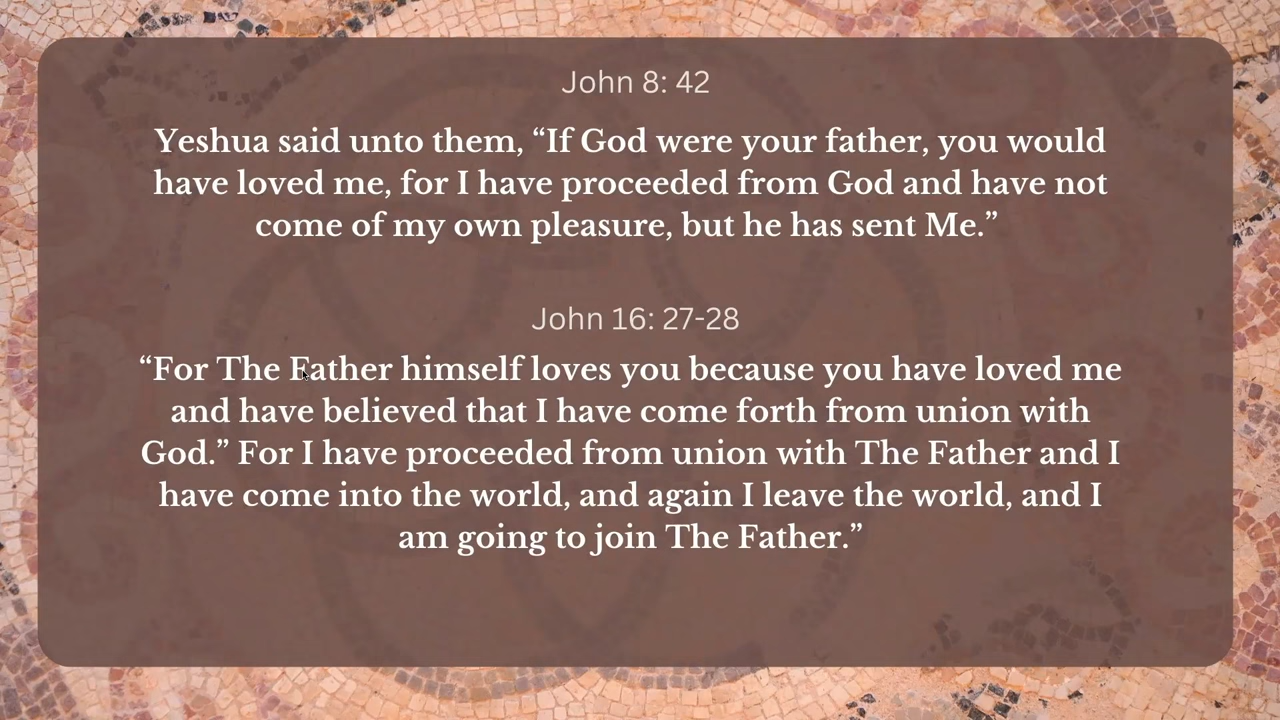 John 8: 42
Yeshua said unto them, “If God were your father, you would
have loved me, for I have proceeded from God and have not
come of my own pleasure, but he has sent Me.”
John 16: 27-28
“For The Father himself loves you because you have loved me
and have believed that I have come forth from union with
God.” For I have proceeded from union with The Father and I
have come into the world, and again I leave the world, and I
am going to join The Father.”